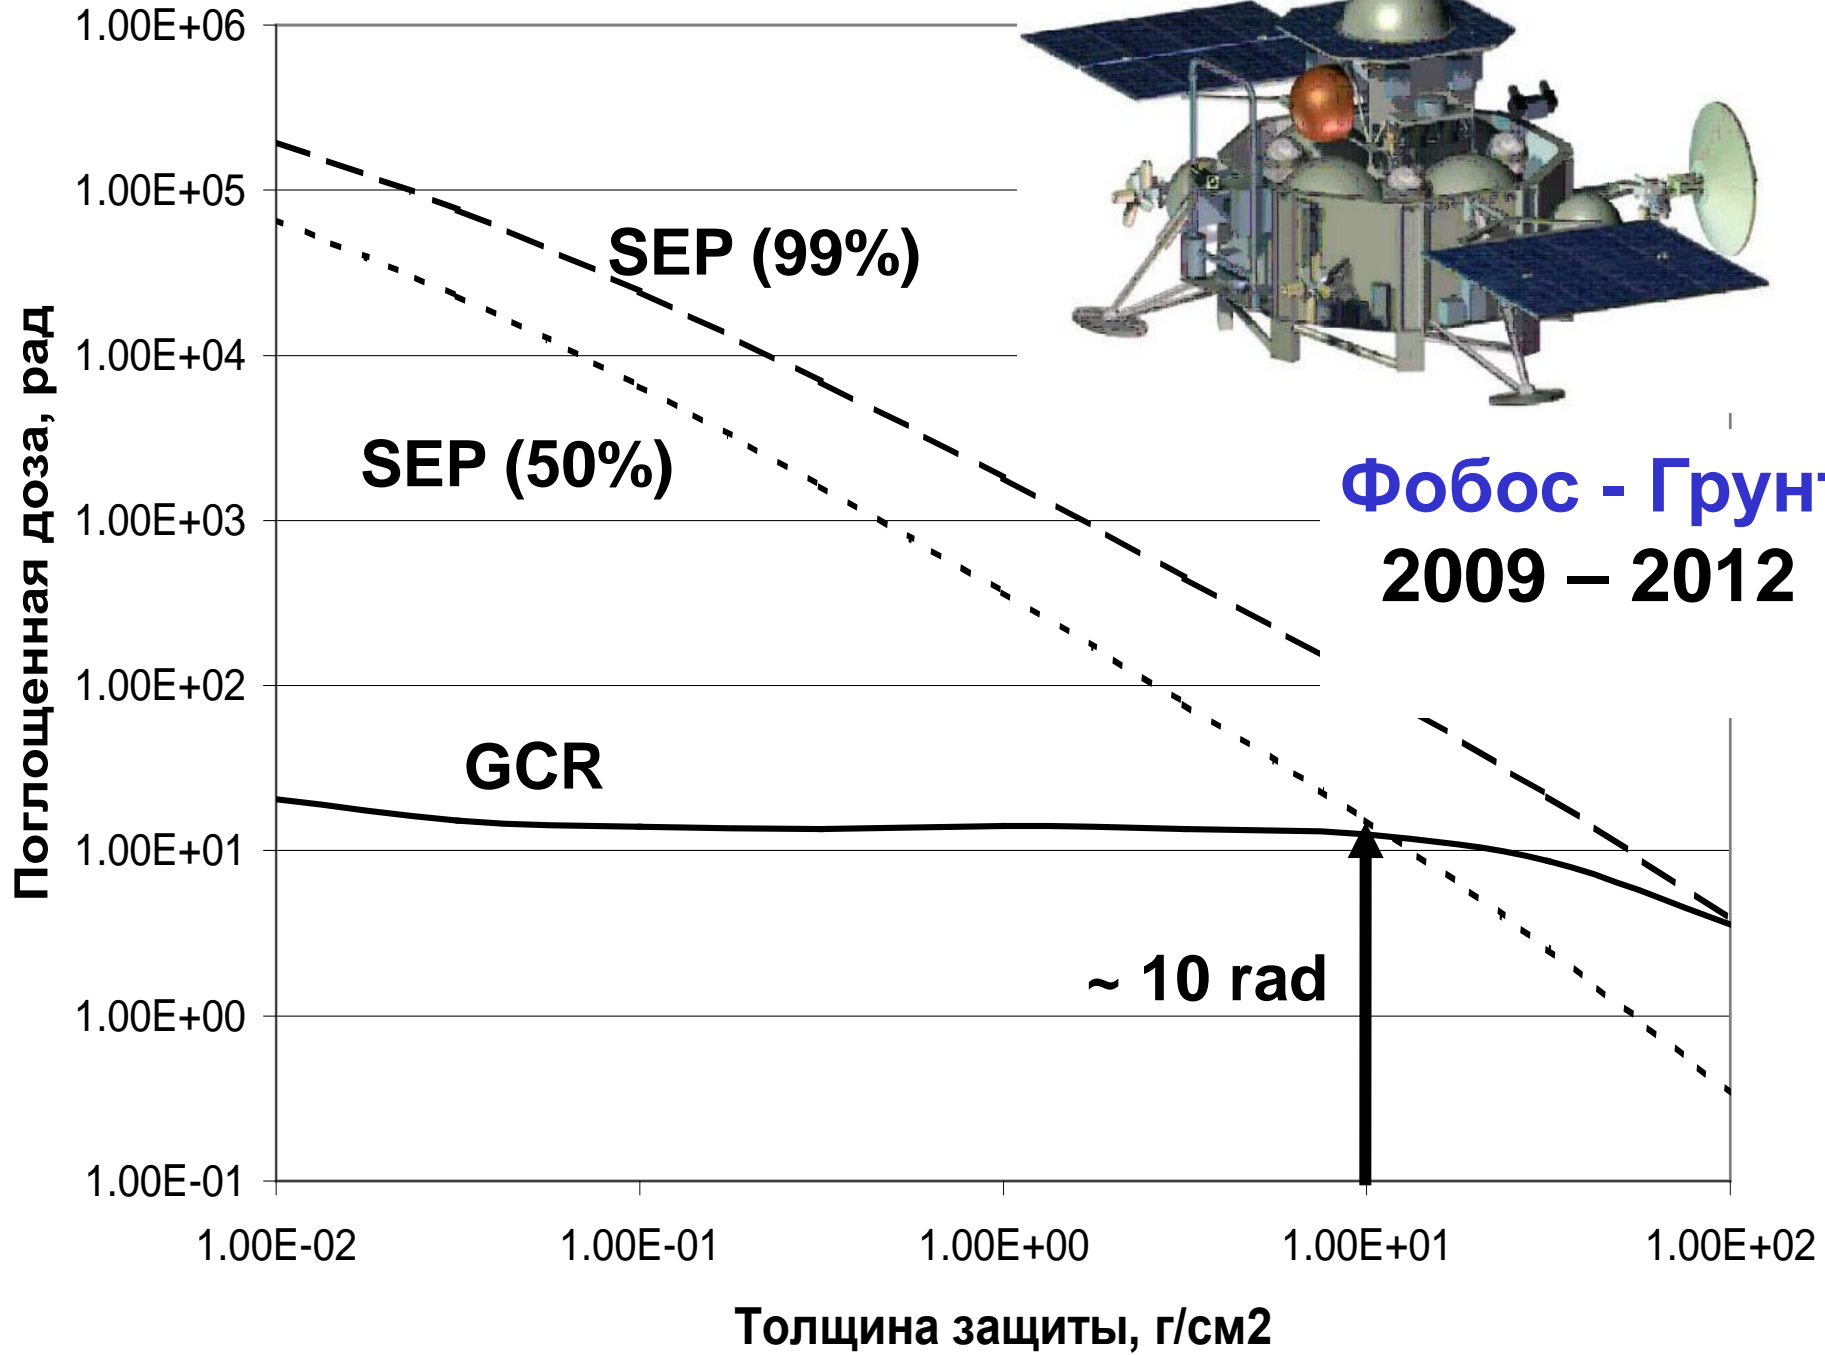 1.00E+06
1.00E+05
1.00E+04
1.00E+03
1.00E+02
1.00E+01
1.00E+00
1.00E-01
Поглощенная доза, рад
SEP (99%)
SEP (50%)
GCR
~ 10 rad
Фобос - Грунт
2009 – 2012
1.00E-02 1.00E-01 1.00E+00 1.00E+01 1.00E+02
Толщина защиты, г/см2